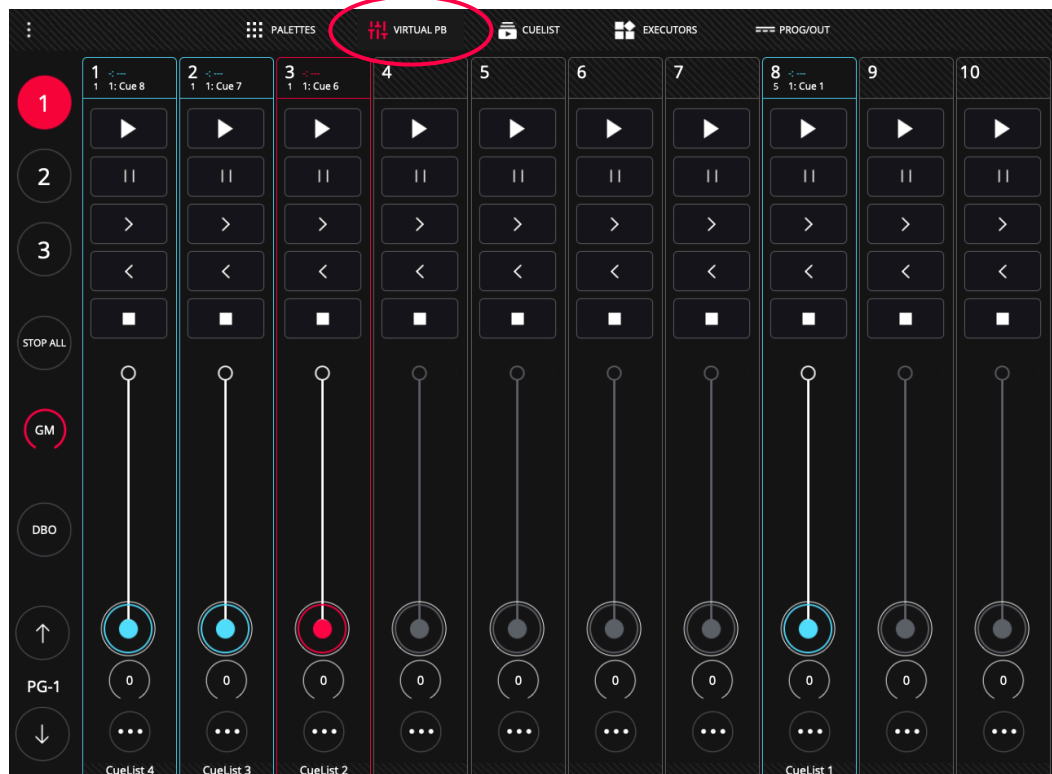 PALETTES VIRTUAL PB CUELIST EXECUTORS PROG/OUT
1 -: --- 2 -: --- 3 -: --- 4 5 6 7 8 -: --- 9 10
1 1: Cue 8 1 1: Cue 7 1 1: Cue 6 5 1: Cue 1
1
2
3
STOP ALL
GM
DBO
PG-1
0 0 0 0 0 0 0 0 0 0
CueList 4 CueList 3 CueList 2 CueList 1